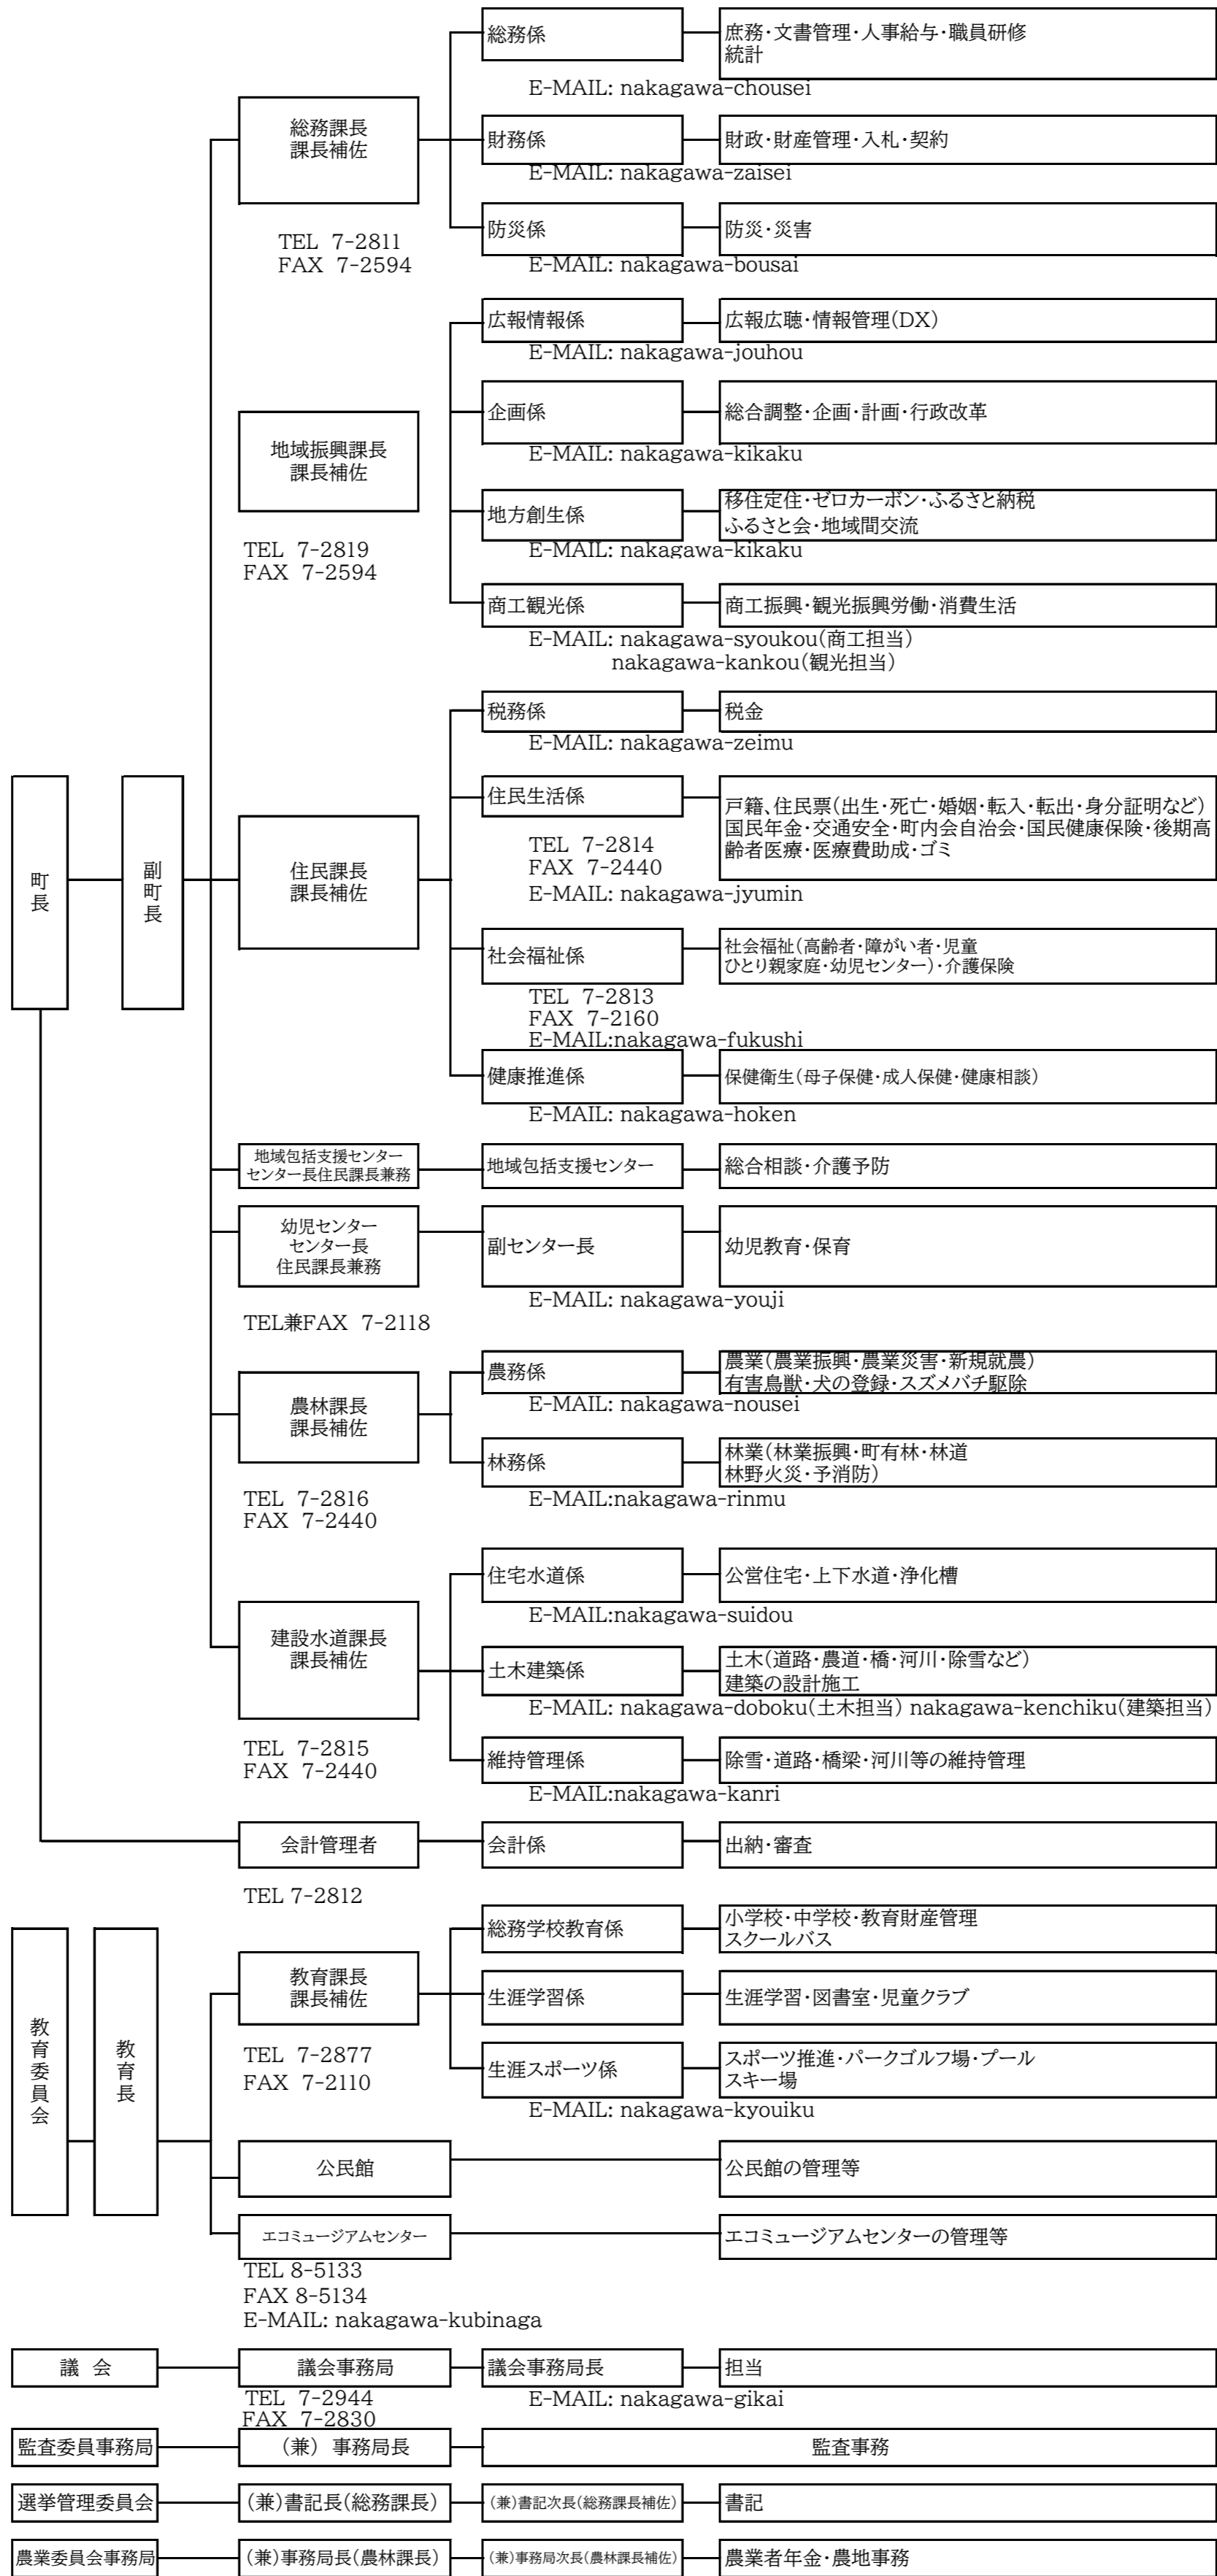 総務係
庶務・文書管理・人事給与・職員研修
統計
E-MAIL: nakagawa-chousei
総務課長
課長補佐
財務係
財政・財産管理・入札・契約
E-MAIL: nakagawa-zaisei
防災係
防災・災害
E-MAIL: nakagawa-bousai
TEL 7-2811
FAX 7-2594
広報情報係
広報広聴・情報管理(DX)
E-MAIL: nakagawa-jouhou
企画係
総合調整・企画・計画・行政改革
E-MAIL: nakagawa-kikaku
地域振興課長
課長補佐
地方創生係
移住定住・ゼロカーボン・ふるさと納税
ふるさと会・地域間交流
E-MAIL: nakagawa-kikaku
TEL 7-2819
FAX 7-2594
商工観光係
商工振興・観光振興労働・消費生活
E-MAIL: nakagawa-syoukou(商工担当)
nakagawa-kankou(観光担当)
税務係
税金
E-MAIL: nakagawa-zeimu
町長
副町長
住民課長
課長補佐
住民生活係
戸籍、住民票(出生・死亡・婚姻・転入・転出・身分証明など)
国民年金・交通安全・町内会自治会・国民健康保険・後期高
齢者医療・医療費助成・ゴミ
TEL 7-2814
FAX 7-2440
E-MAIL: nakagawa-jyumin
社会福祉係
社会福祉(高齢者・障がい者・児童
ひとり親家庭・幼児センター)・介護保険
TEL 7-2813
FAX 7-2160
E-MAIL:nakagawa-fukushi
健康推進係
保健衛生(母子保健・成人保健・健康相談)
E-MAIL: nakagawa-hoken
地域包括支援センター
センター長住民課長兼務
地域包括支援センター
総合相談・介護予防
幼児センター
センター長
住民課長兼務
副センター長
幼児教育・保育
E-MAIL: nakagawa-youji
TEL兼FAX 7-2118
農林課長
課長補佐
農務係
農業(農業振興・農業災害・新規就農)
有害鳥獣・犬の登録・スズメバチ駆除
E-MAIL: nakagawa-nousei
林務係
林業(林業振興・町有林・林道
林野火災・予消防)
E-MAIL:nakagawa-rinmu
TEL 7-2816
FAX 7-2440
住宅水道係
公営住宅・上下水道・浄化槽
E-MAIL:nakagawa-suidou
建設水道課長
課長補佐
土木建築係
土木(道路・農道・橋・河川・除雪など)
建築の設計施工
E-MAIL: nakagawa-doboku(土木担当) nakagawa-kenchiku(建築担当)
TEL 7-2815
FAX 7-2440
維持管理係
除雪・道路・橋梁・河川等の維持管理
E-MAIL:nakagawa-kanri
会計管理者
会計係
出納・審査
TEL 7-2812
教育委員会
教育長
教育課長
課長補佐
総務学校教育係
小学校・中学校・教育財産管理
スクールバス
生涯学習係
生涯学習・図書室・児童クラブ
TEL 7-2877
FAX 7-2110
生涯スポーツ係
スポーツ推進・パークゴルフ場・プール
スキー場
E-MAIL: nakagawa-kyouiku
公民館
公民館の管理等
エコミュージアムセンター
エコミュージアムセンターの管理等
TEL 8-5133
FAX 8-5134
E-MAIL: nakagawa-kubinaga
議 会
議会事務局
議会事務局長
担当
TEL 7-2944
FAX 7-2830
E-MAIL: nakagawa-gikai
監査委員事務局
(兼) 事務局長
監査事務
選挙管理委員会
(兼)書記長(総務課長)
(兼)書記次長(総務課長補佐)
書記
農業委員会事務局
(兼)事務局長(農林課長)
(兼)事務局次長(農林課長補佐)
農業者年金・農地事務